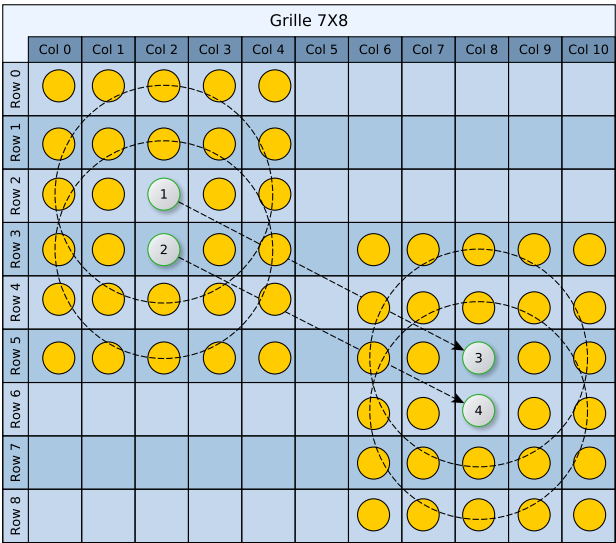 Grille 7X8
Col 0 Col 1 Col 2 Col 3 Col 4 Col 5 Col 6 Col 7 Col 8 Col 9 Col 10
Row 0
Row 1
Row 2
1
Row 3
2
Row 4
Row 5
3
Row 6
4
Row 7
Row 8